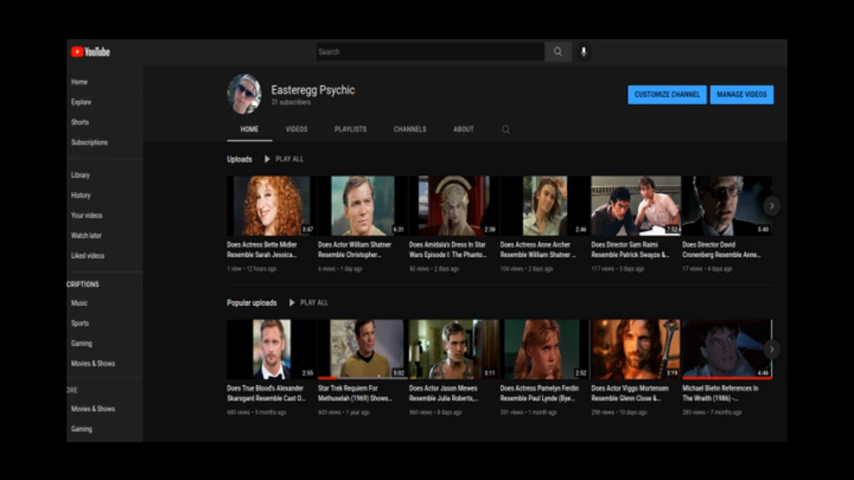 YouTube
Search
Home
Explore
Shorts
Subscriptions
Library
History
Your videos
Watch later
Liked videos
CRIPTIONS
Music
Sports
Gaming
Movies & Shows
ORE
Movies & Shows
Gaming
Easteregg Psychic
31 subscribers
CUSTOMIZE CHANNEL
MANAGE VIDEOS
HOME VIDEOS PLAYLISTS CHANNELS ABOUT
Uploads PLAY ALL
3:47
Does Actress Bette Midler
Resemble Sarah Jessica...
1 view • 12 hours ago
6:31
Does Actor William Shatner
Resemble Christopher...
6 views • 1 day ago
2:38
Does Amidala's Dress In Star
Wars Episode I: The Phanto...
50 views • 2 days ago
2:46
Does Actress Anne Archer
Resemble William Shatner ...
104 views • 2 days ago
7:52
Does Director Sam Raimi
Resemble Patrick Swayze &...
117 views • 3 days ago
5:40
Does Director David
Cronenberg Resemble Anne...
17 views • 4 days ago
Popular uploads PLAY ALL
2:55
Does True Blood's Alexander
Skarsgard Resemble Cast O...
680 views • 5 months ago
5:02
Star Trek Requiem For
Methuselah (1969) Shows...
603 views • 1 year ago
3:11
Does Actor Jason Mewes
Resemble Julia Roberts,...
560 views • 8 days ago
2:52
Does Actress Pamelyn Ferdin
Resemble Paul Lynde (Bye...
351 views • 1 month ago
3:19
Does Actor Viggo Mortensen
Resemble Glenn Close &...
298 views • 10 days ago
4:46
Michael Biehn References In
The Wraith (1986) -...
285 views • 7 months ago